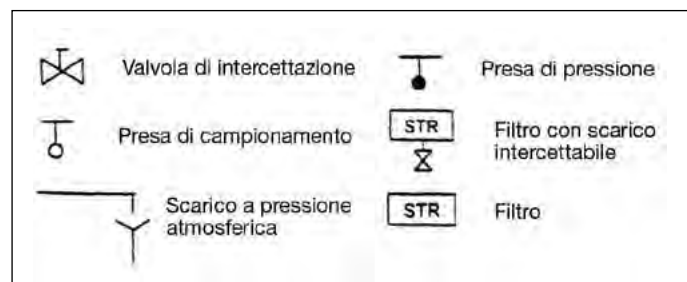 Valvola di intercettazione
Presa di pressione
Presa di campionamento
STR
Filtro con scarico
intercettabile
Scarico a pressione
atmosferica
STR
Filtro